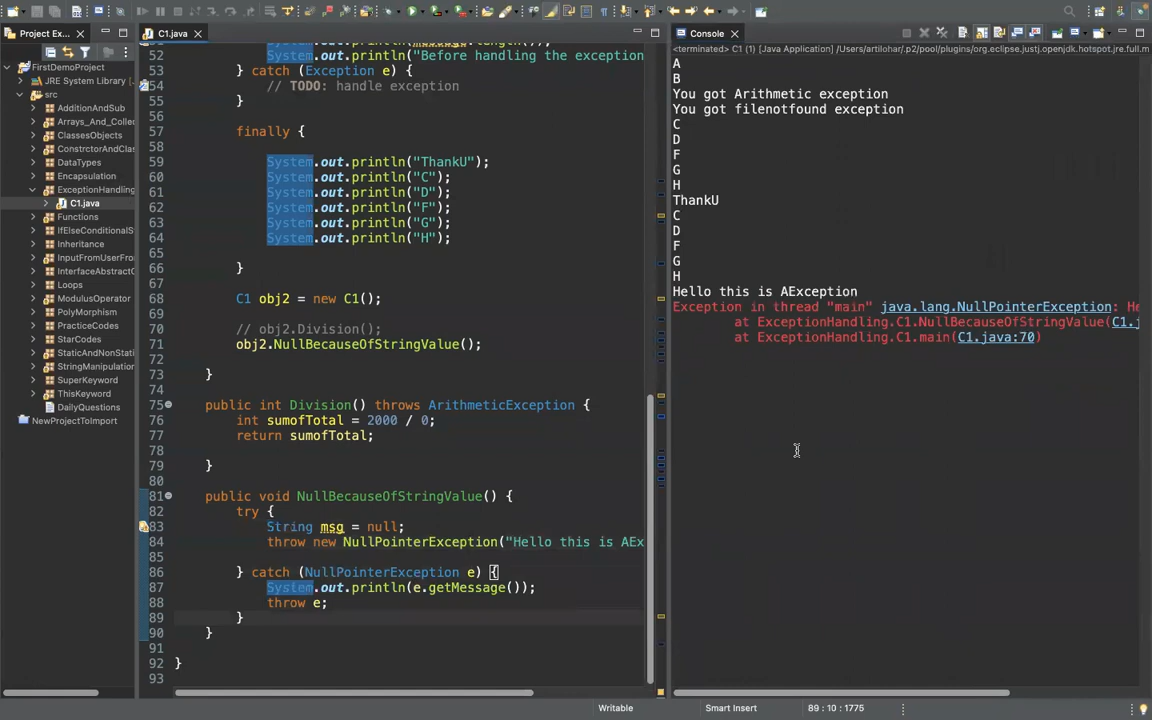 Project Ex...
C1.java
Console
<terminated> C1 (1) [Java Application] /Users/artilohar/.p2/pool/plugins/org.eclipse.justj.openjdk.hotspot.jre.full.m
FirstDemoProject
JRE System Library [
src
AdditionAndSub
Arrays_And_Collec
ClassesObjects
ConstrctorAndClas
DataTypes
Encapsulation
ExceptionHandling
C1.java
Functions
IfElseConditionalS
Inheritance
InputFromUserFron
InterfaceAbstract
Loops
ModulusOperator
PolyMorphism
PracticeCodes
StarCodes
StaticAndNonStati
StringManipulation
SuperKeyword
ThisKeyword
DailyQuestions
NewProjectToImport
52 System.out.println("Before handling the exception
53 } catch (Exception e) {
54 // TODO: handle exception
55 }
56
57 finally {
58
59 System.out.println("ThankU");
60 System.out.println("C");
61 System.out.println("D");
62 System.out.println("F");
63 System.out.println("G");
64 System.out.println("H");
65
66 }
67
68 C1 obj2 = new C1();
69
70 // obj2.Division();
71 obj2.NullBecauseOfStringValue();
72
73 }
74
75 public int Division() throws ArithmeticException {
76 int sumofTotal = 2000 / 0;
77 return sumofTotal;
78
79 }
80
81 public void NullBecauseOfStringValue() {
82 try {
83 String msg = null;
84 throw new NullPointerException("Hello this is AEx
85
86 } catch (NullPointerException e) {
87 System.out.println(e.getMessage());
88 throw e;
89 }
90 }
91
92 }
93
A
B
You got Arithmetic exception
You got filenotfound exception
C
D
F
G
H
ThankU
C
D
F
G
H
Hello this is AException
Exception in thread "main" java.lang.NullPointerException: He
at ExceptionHandling.C1.NullBecauseOfStringValue(C1.j
at ExceptionHandling.C1.main(C1.java:70)
Writable
Smart Insert
89 : 10 : 1775